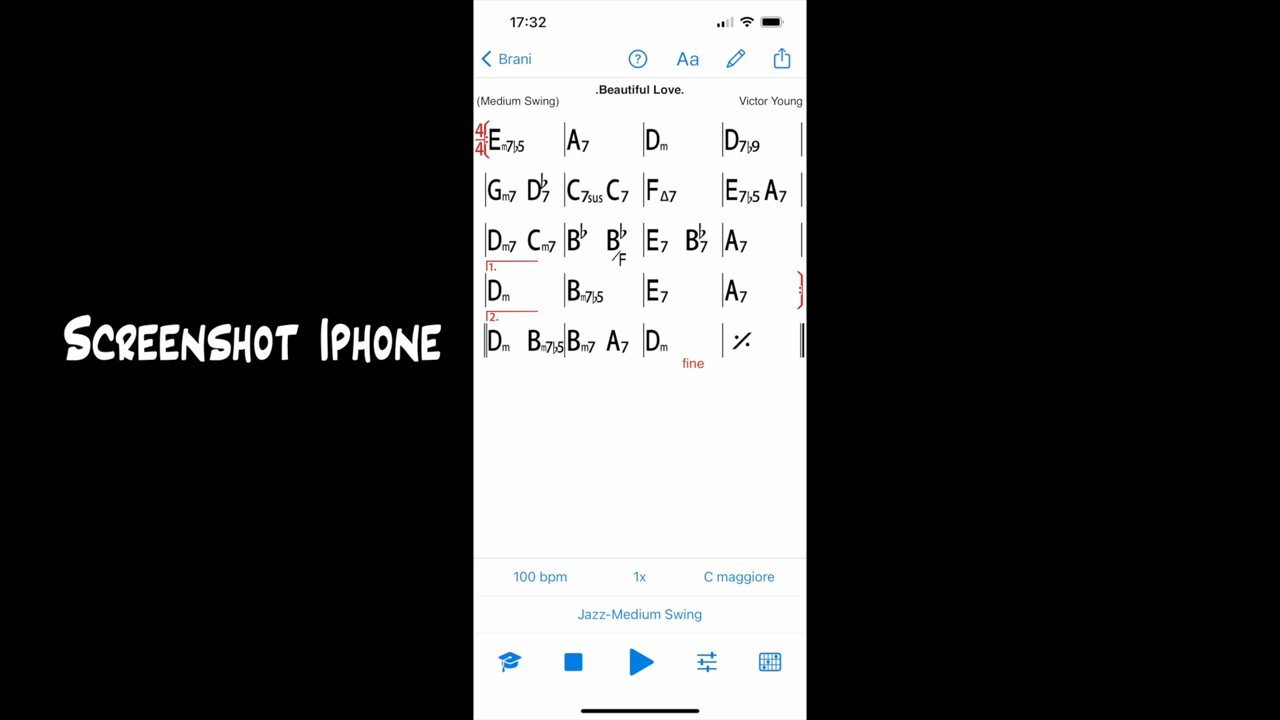 17:32
Brani
Aa
.Beautiful Love.
(Medium Swing) Victor Young
4/4 Em7♭5 A7 Dm D7♭9
Gm7 D♭7 C7sus C7 FΔ7 E7♭5 A7
Dm7 Cm7 B♭ B♭/F E7 B♭7 A7
1.
Dm Bm7♭5 E7 A7
2.
Dm Bm7♭5 Bm7 A7 Dm
fine
SCREENSHOT IPHONE
100 bpm 1x C maggiore
Jazz-Medium Swing